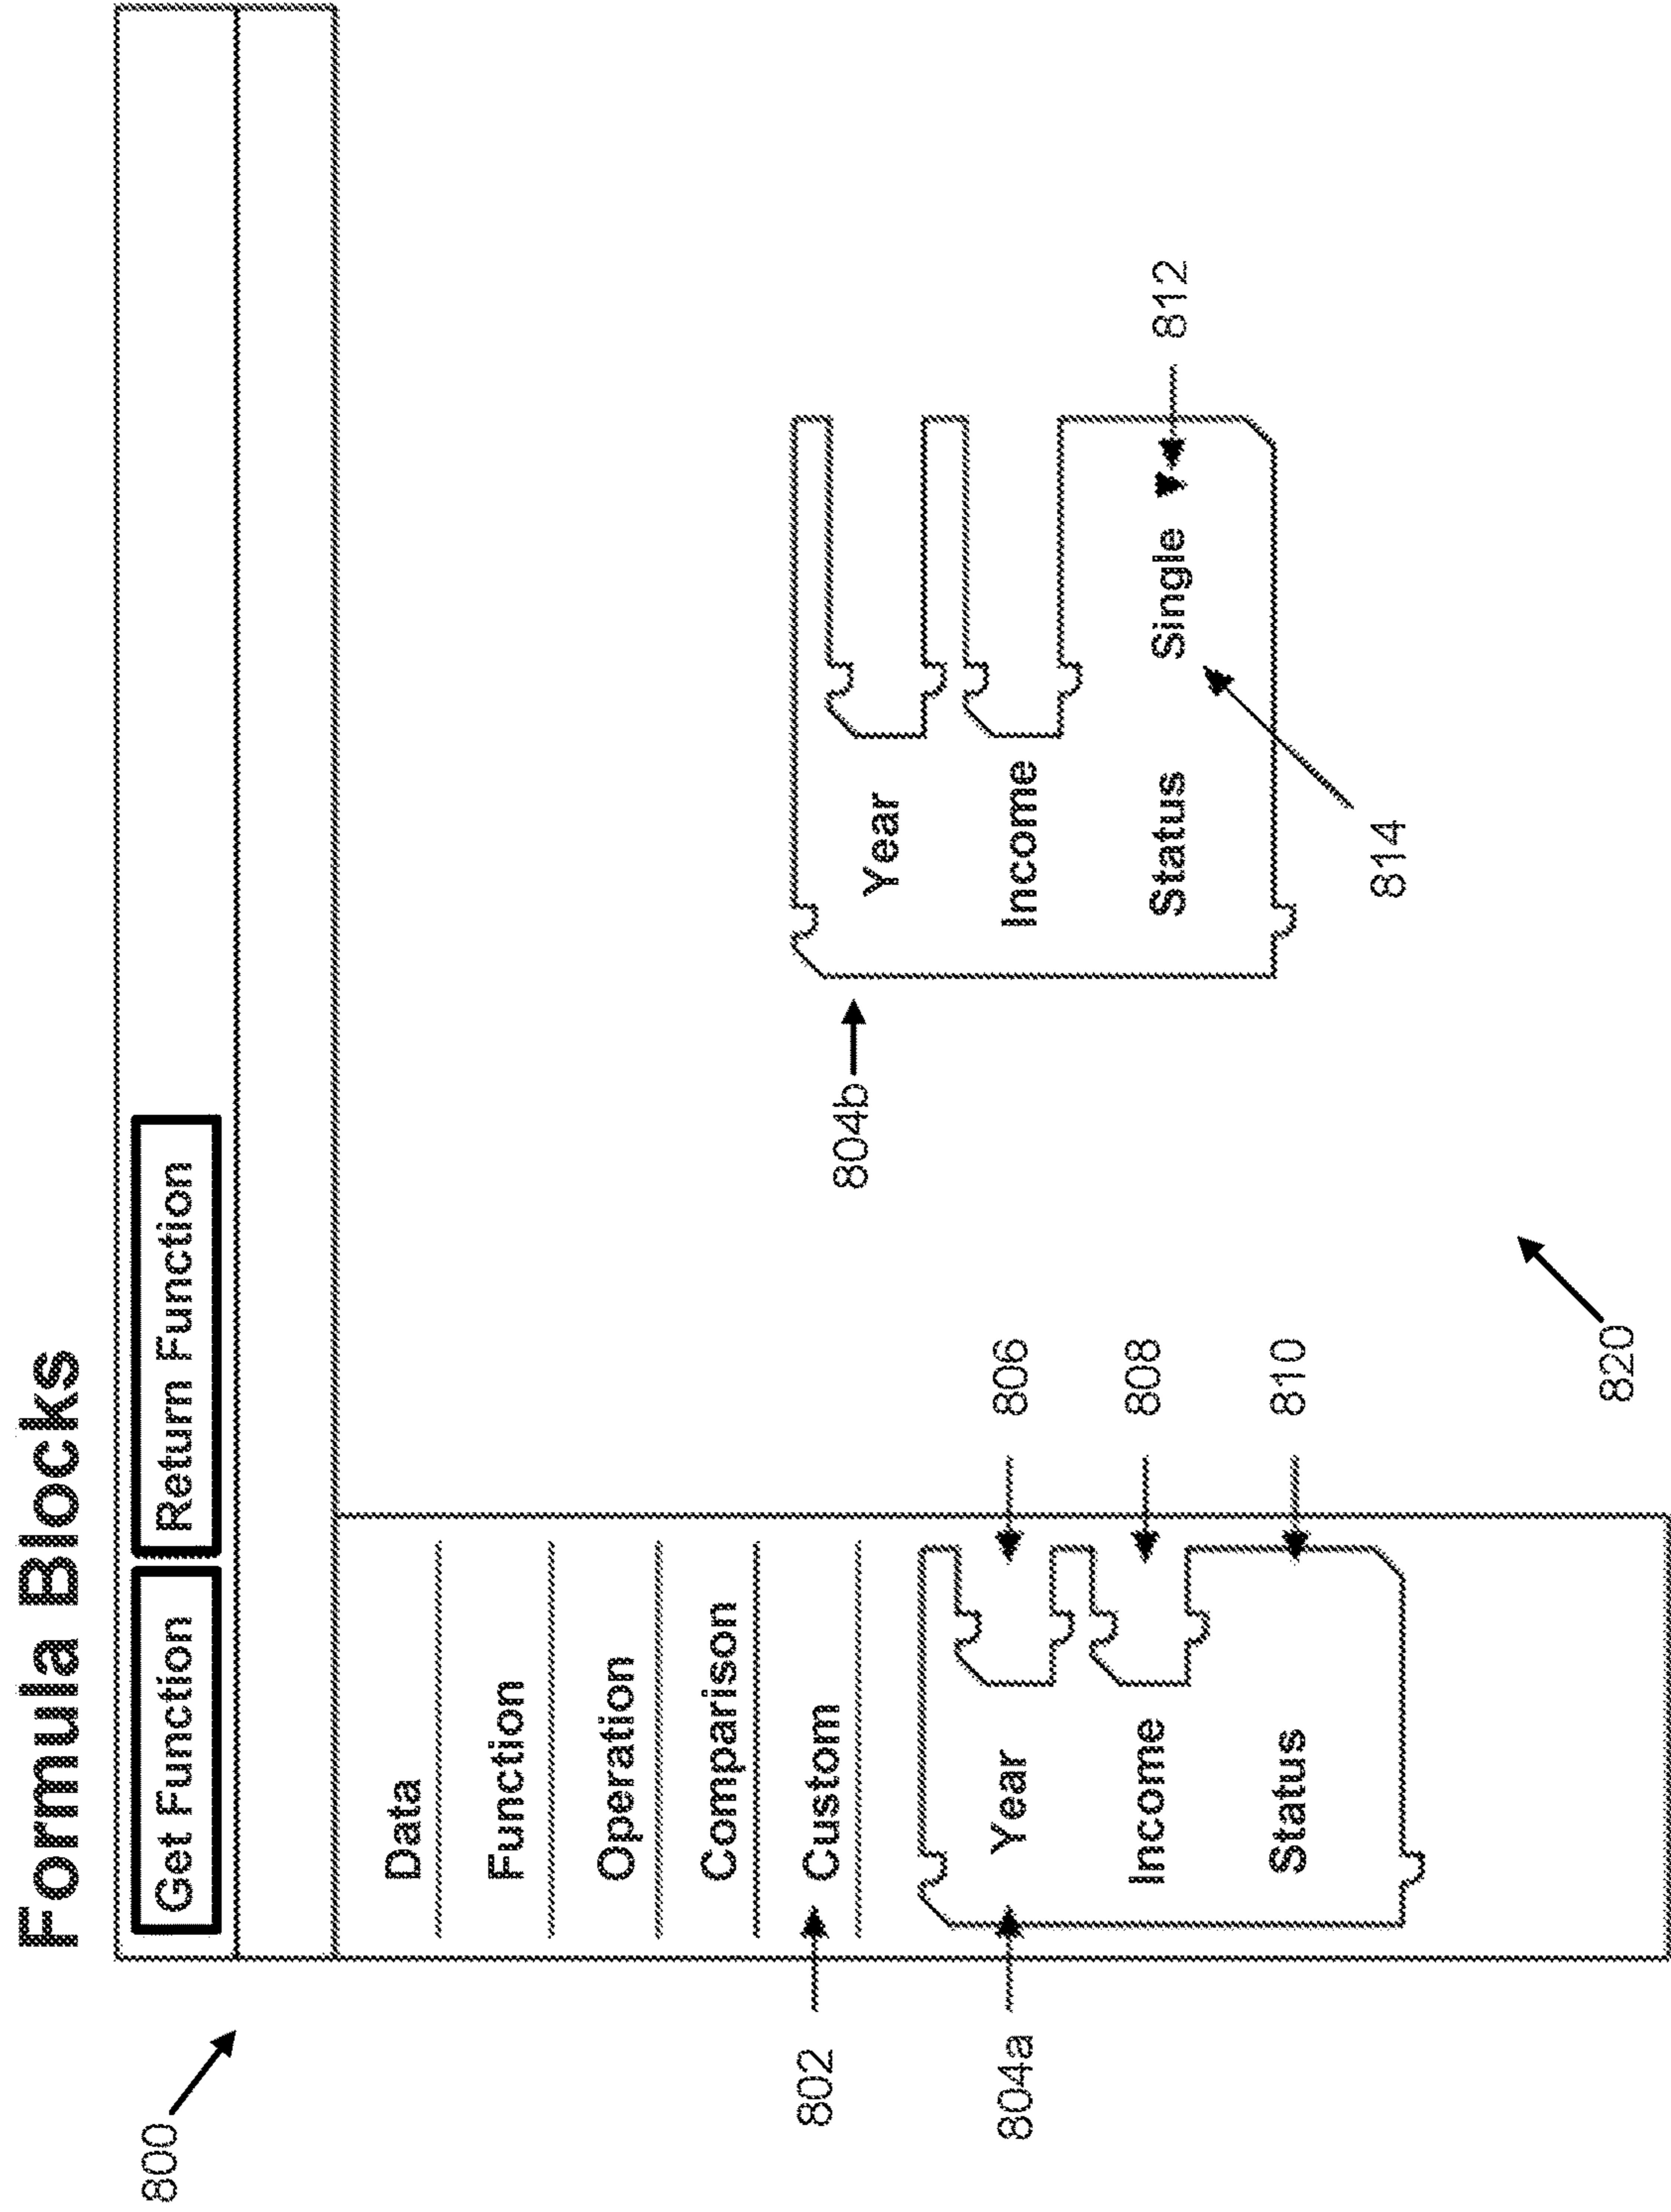 Formula Blocks
800
Get Function
Return Function
Data
Function
Operation
Comparison
802
Custom
804a
Year
806
Income
808
Status
810
804b
Year
Income
Status
Single
812
814
820